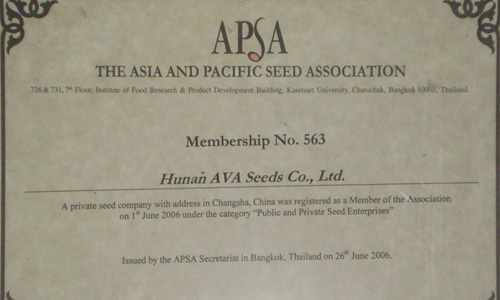 APSA
THE ASIA AND PACIFIC SEED ASSOCIATION
726 & 731, 7th Floor, Institute of Food Research & Product Development Building, Kasetsart University, Chatuchak, Bangkok Thailand.
Membership No. 563
Hunan AVA Seeds Co., Ltd.
A private seed company with address in Changsha, China was registered as a Member of the Association
on 1st June 2006 under the category "Public and Private Seed Enterprises"
Issued by the APSA Secretariat in Bangkok, Thailand on 26th June 2006.